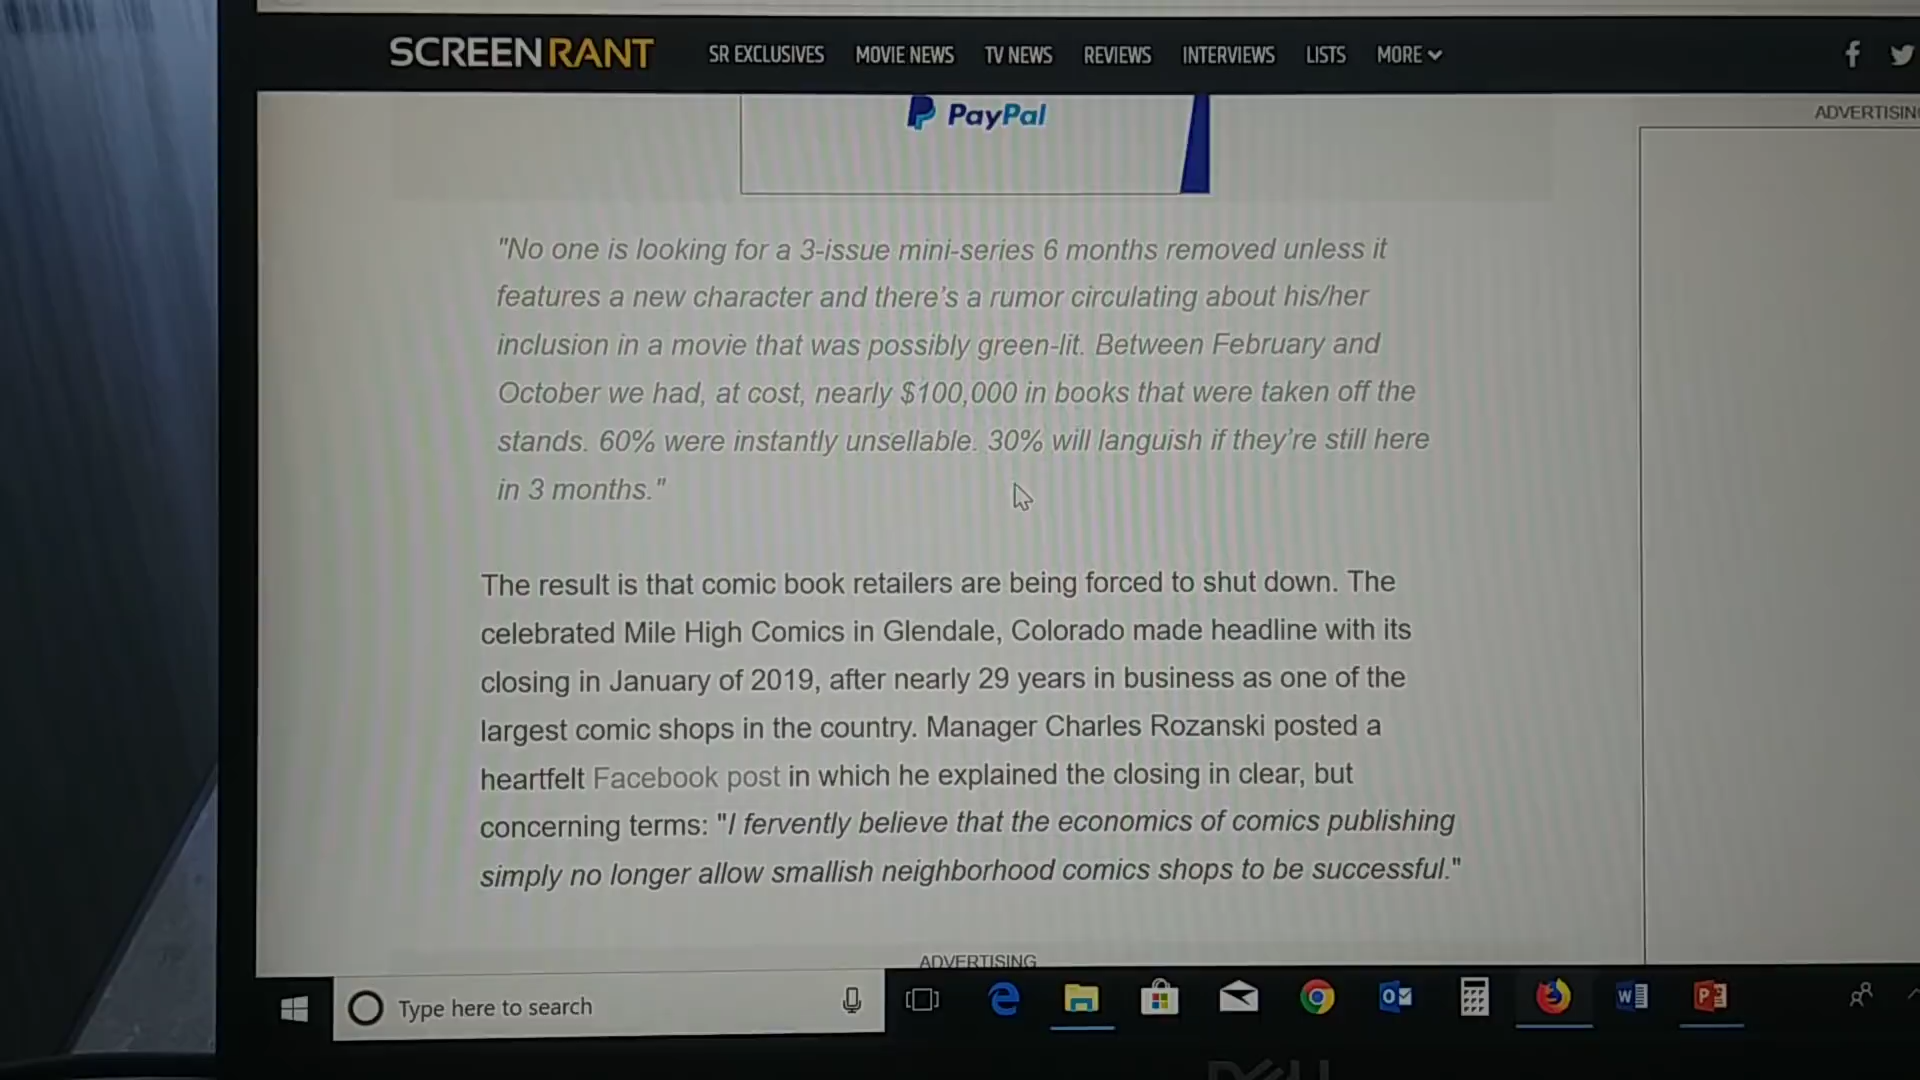 SCREENRANT SR EXCLUSIVES MOVIE NEWS TV NEWS REVIEWS INTERVIEWS LISTS MORE
ADVERTISING
PayPal
"No one is looking for a 3-issue mini-series 6 months removed unless it
features a new character and there's a rumor circulating about his/her
inclusion in a movie that was possibly green-lit. Between February and
October we had, at cost, nearly $100,000 in books that were taken off the
stands. 60% were instantly unsellable. 30% will languish if they're still here
in 3 months."
The result is that comic book retailers are being forced to shut down. The
celebrated Mile High Comics in Glendale, Colorado made headline with its
closing in January of 2019, after nearly 29 years in business as one of the
largest comic shops in the country. Manager Charles Rozanski posted a
heartfelt Facebook post in which he explained the closing in clear, but
concerning terms: "I fervently believe that the economics of comics publishing
simply no longer allow smallish neighborhood comics shops to be successful."
ADVERTISING
Type here to search
DELL